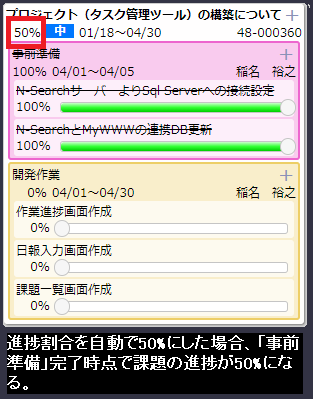 プロジェクト（タスク管理ツール）の構築について ＋
50% 中 01/18～04/30 48-000360
事前準備 ＋
100% 04/01～04/05 稲名 裕之
N-SearchサーバーよりSql Serverへの接続設定
100%
N-SearchとMyWWWの連携DB更新
100%
開発作業 ＋
0% 04/01～04/30 稲名 裕之
作業進捗画面作成
0%
日報入力画面作成
0%
課題一覧画面作成
0%
進捗割合を自動で50%にした場合、「事前
準備」完了時点で課題の進捗が50%にな
る。